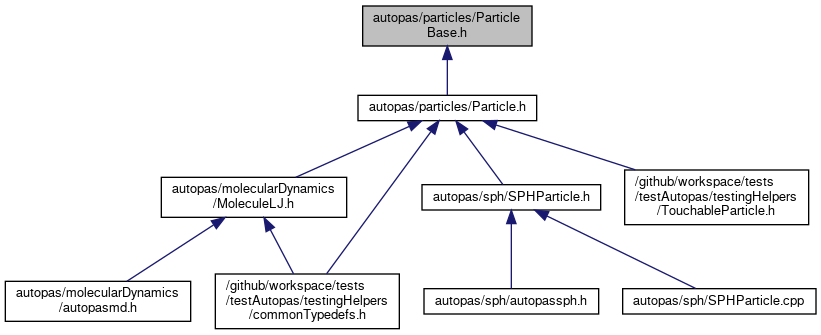 autopas/particles/Particle
Base.h
autopas/particles/Particle.h
autopas/molecularDynamics
/MoleculeLJ.h
autopas/sph/SPHParticle.h
/github/workspace/tests
/testAutopas/testingHelpers
/TouchableParticle.h
autopas/molecularDynamics
/autopasmd.h
/github/workspace/tests
/testAutopas/testingHelpers
/commonTypedefs.h
autopas/sph/autopassph.h
autopas/sph/SPHParticle.cpp